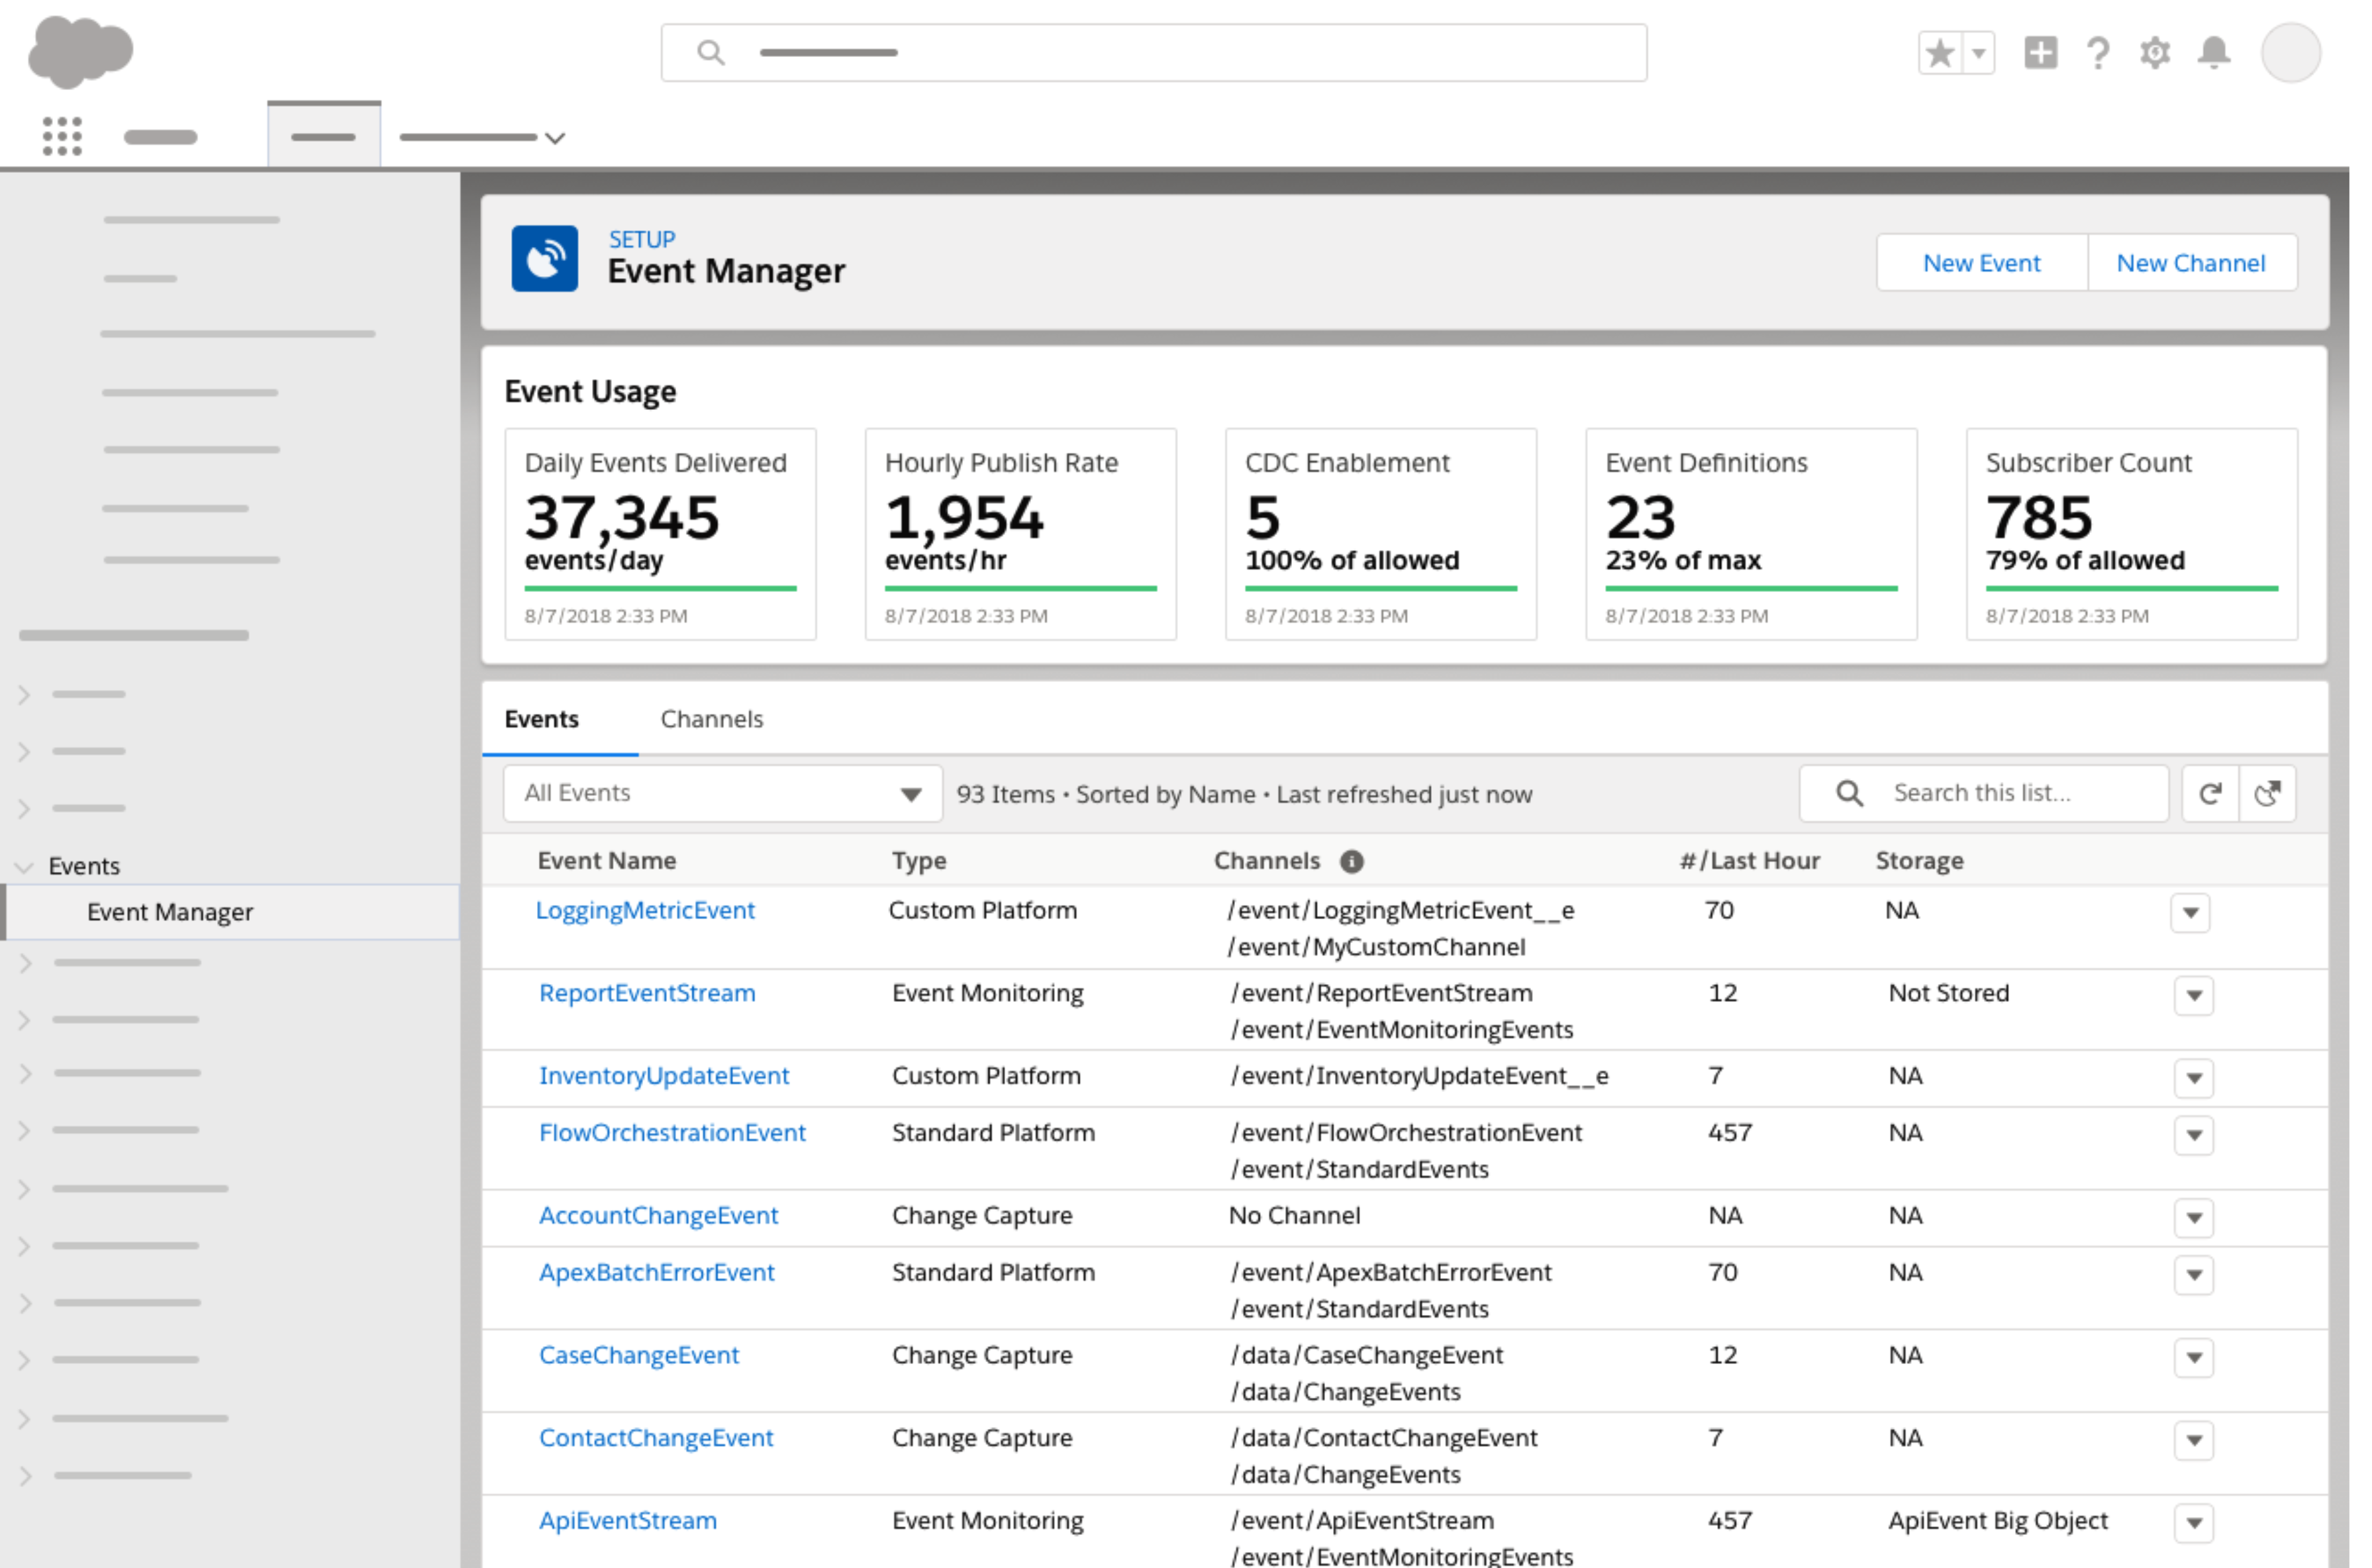 SETUP
Event Manager
New Event
New Channel
Event Usage
Daily Events Delivered
37,345
events/day
8/7/2018 2:33 PM
Hourly Publish Rate
1,954
events/hr
8/7/2018 2:33 PM
CDC Enablement
5
100% of allowed
8/7/2018 2:33 PM
Event Definitions
23
23% of max
8/7/2018 2:33 PM
Subscriber Count
785
79% of allowed
8/7/2018 2:33 PM
Events
Event Manager
Events Channels
All Events 93 Items • Sorted by Name • Last refreshed just now Search this list...
Event Name Type Channels #/Last Hour Storage
LoggingMetricEvent Custom Platform /event/LoggingMetricEvent__e 70 NA
/event/MyCustomChannel
ReportEventStream Event Monitoring /event/ReportEventStream 12 Not Stored
/event/EventMonitoringEvents
InventoryUpdateEvent Custom Platform /event/InventoryUpdateEvent__e 7 NA
FlowOrchestrationEvent Standard Platform /event/FlowOrchestrationEvent 457 NA
/event/StandardEvents
AccountChangeEvent Change Capture No Channel NA NA
ApexBatchErrorEvent Standard Platform /event/ApexBatchErrorEvent 70 NA
/event/StandardEvents
CaseChangeEvent Change Capture /data/CaseChangeEvent 12 NA
/data/ChangeEvents
ContactChangeEvent Change Capture /data/ContactChangeEvent 7 NA
/data/ChangeEvents
ApiEventStream Event Monitoring /event/ApiEventStream 457 ApiEvent Big Object
/event/EventMonitoringEvents